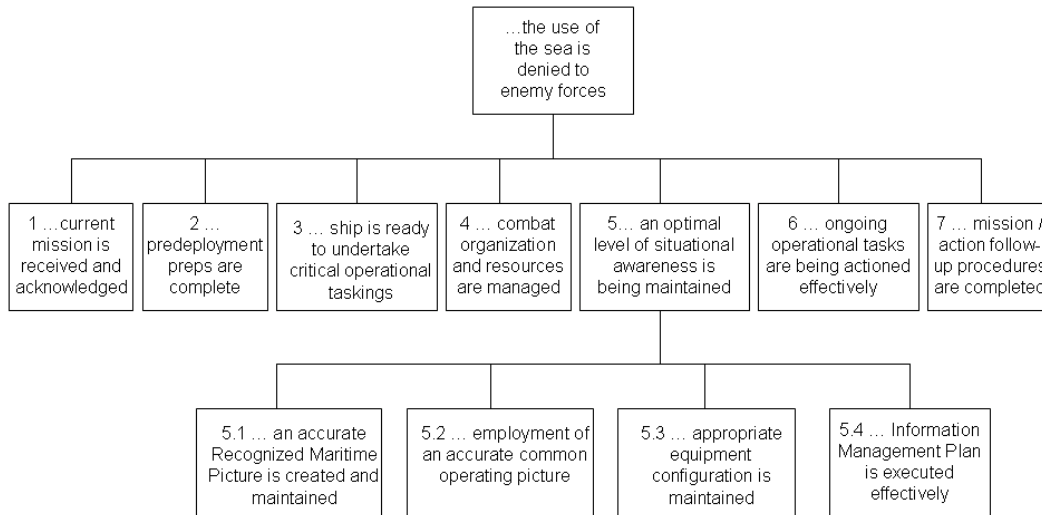 …the use of
the sea is
denied to
enemy forces
1 …current
mission is
received and
acknowledged
2 …
predeployment
preps are
complete
3 … ship is ready
to undertake
critical operational
taskings
4 … combat
organization
and resources
are managed
5… an optimal
level of situational
awareness is
being maintained
6 … ongoing
operational tasks
are being actioned
effectively
7 … mission /
action follow-
up procedures
are completed
5.1 … an accurate
Recognized Maritime
Picture is created and
maintained
5.2 … employment of
an accurate common
operating picture
5.3 … appropriate
equipment
configuration is
maintained
5.4 … Information
Management Plan
is executed
effectively